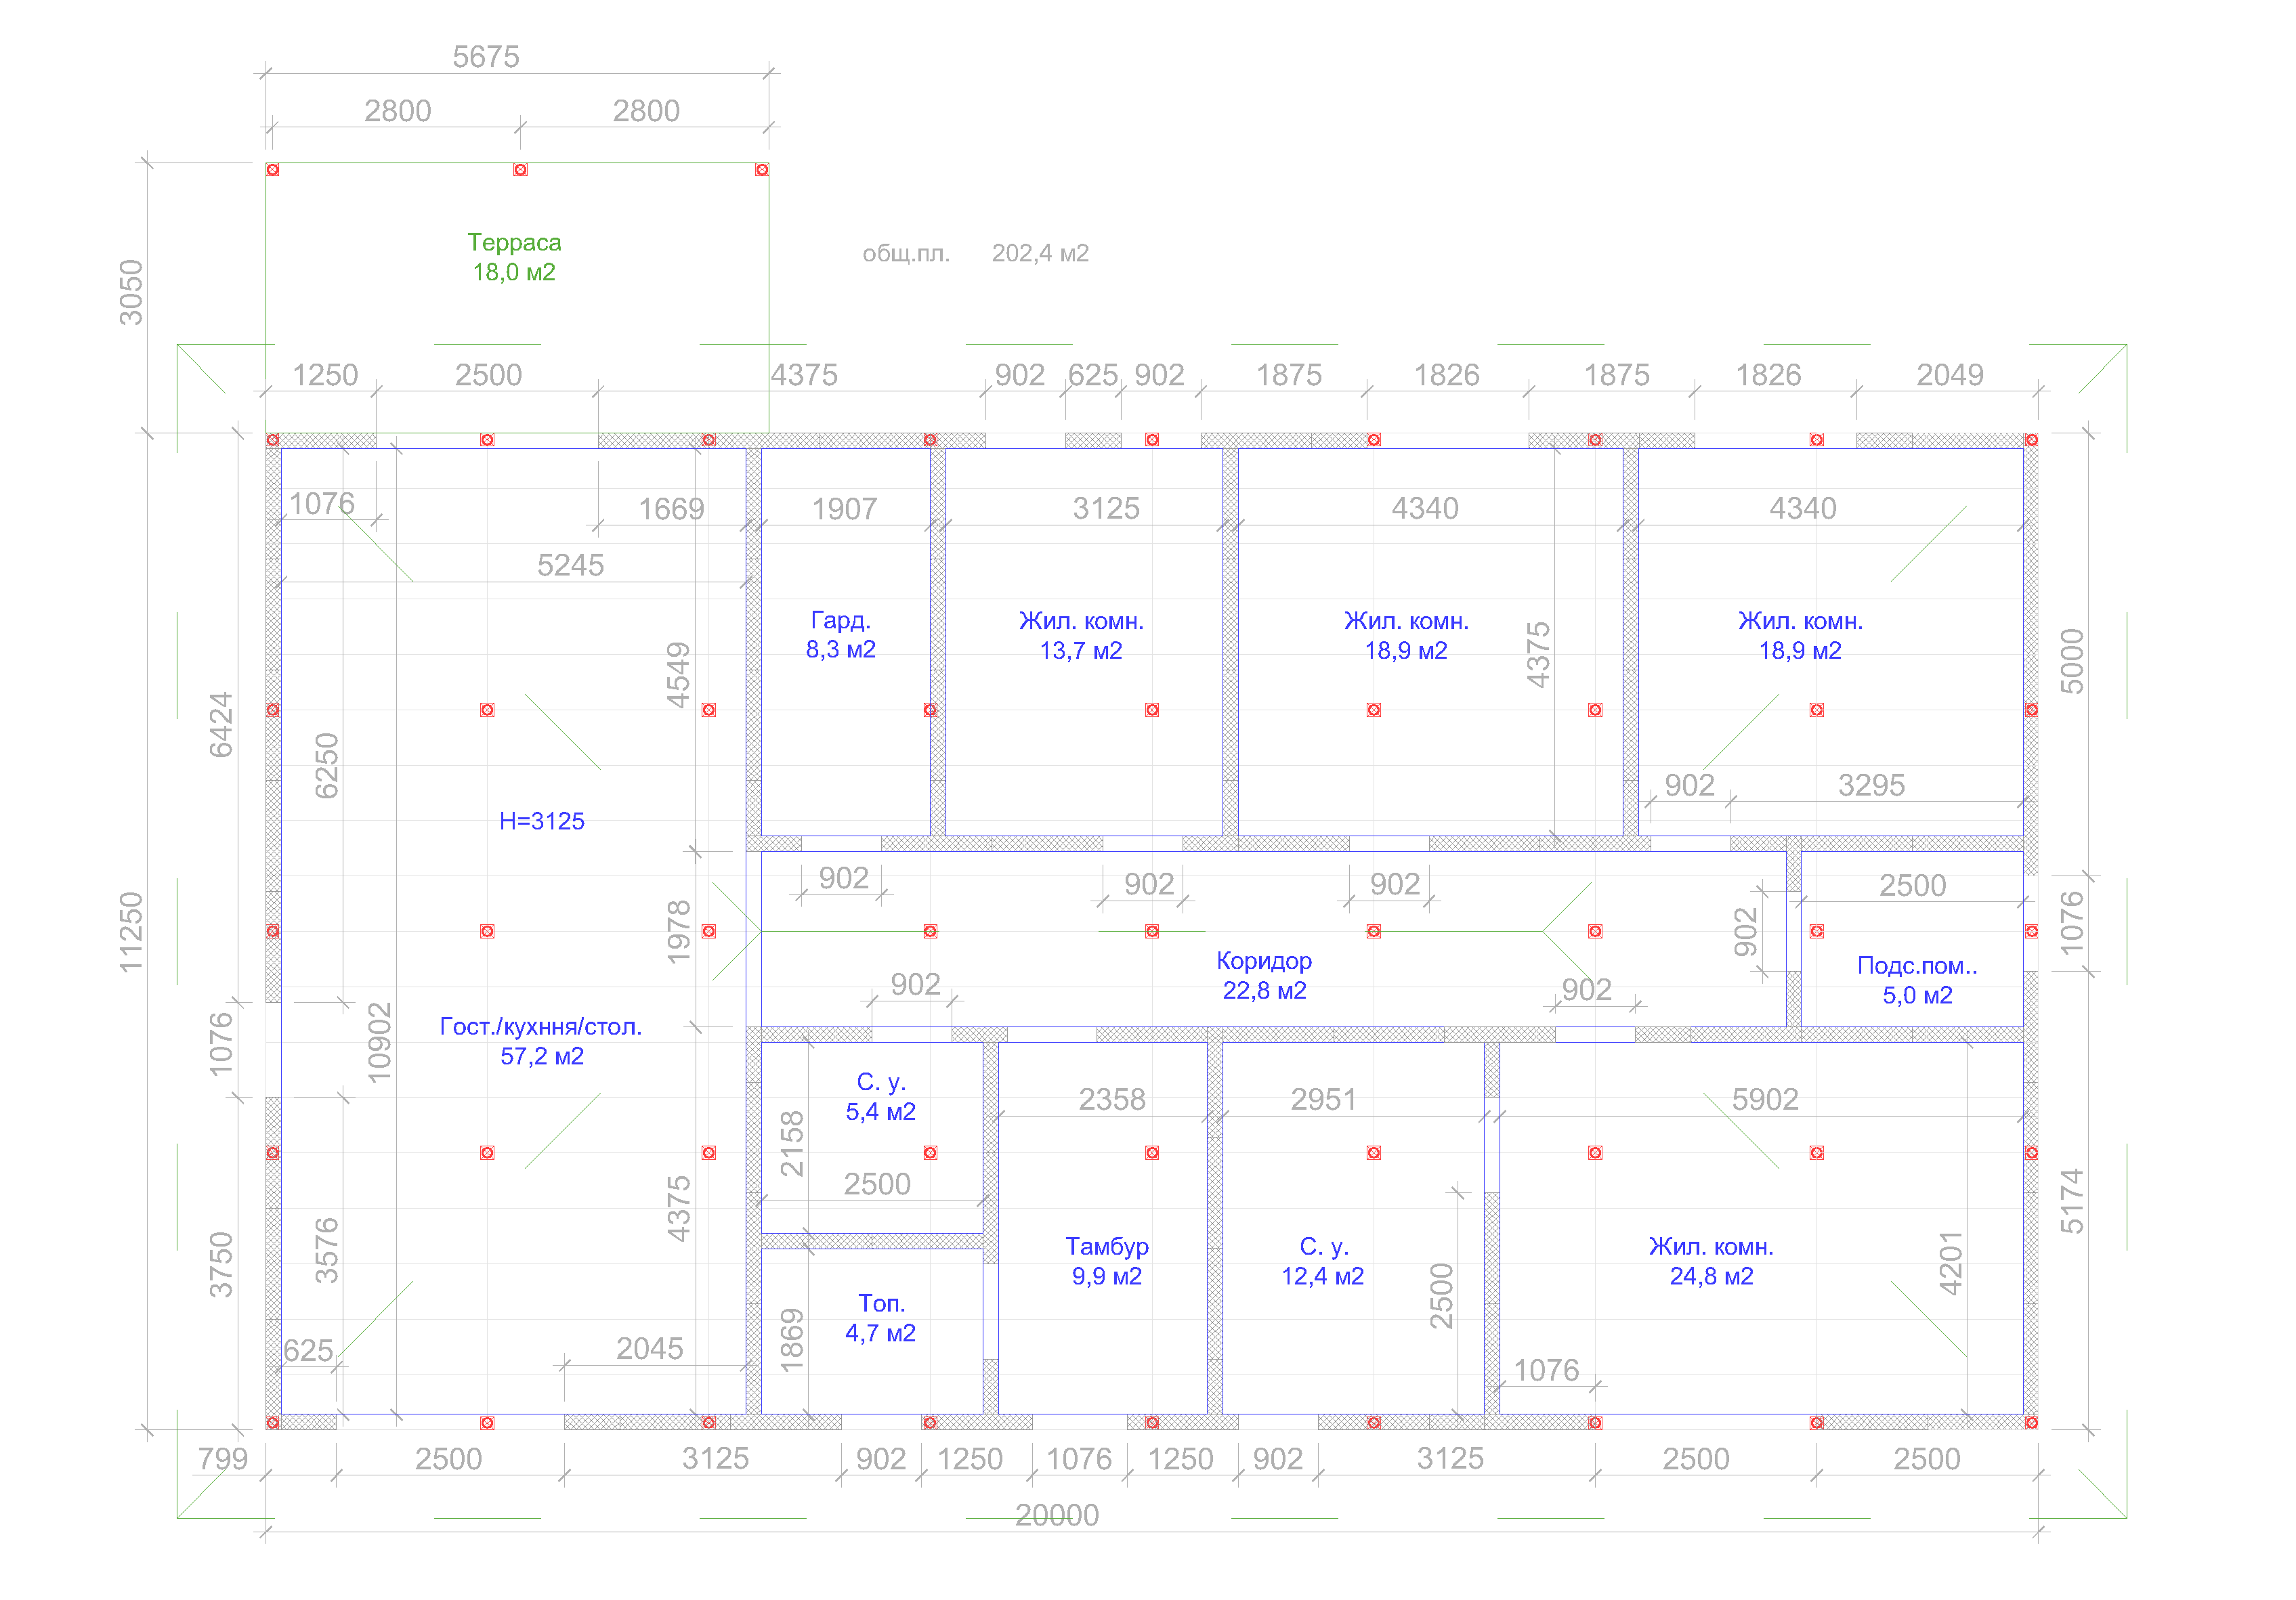 5675
2800 2800
3050
Терраса
18,0 м2
общ.пл. 202,4 м2
1250 2500 4375 902 625 902 1875 1826 1875 1826 2049
1076 1669 1907 3125 4340 4340
5245
4549
Гард.
8,3 м2
Жил. комн.
13,7 м2
Жил. комн.
18,9 м2
4375
Жил. комн.
18,9 м2
5000
6424
6250
902 3295
H=3125
11250
902 902 902 2500
1978
902
1076
Коридор
22,8 м2
902 902
Подс.пом..
5,0 м2
1076
10902
Гост./кухння/стол.
57,2 м2
С. у.
5,4 м2
2158
2500
2358 2951 5902
4375
5174
3750
3576
Тамбур
9,9 м2
С. у.
12,4 м2
2500
Жил. комн.
24,8 м2
4201
Топ.
4,7 м2
1869
625 2045 1076
799 2500 3125 902 1250 1076 1250 902 3125 2500 2500
20000